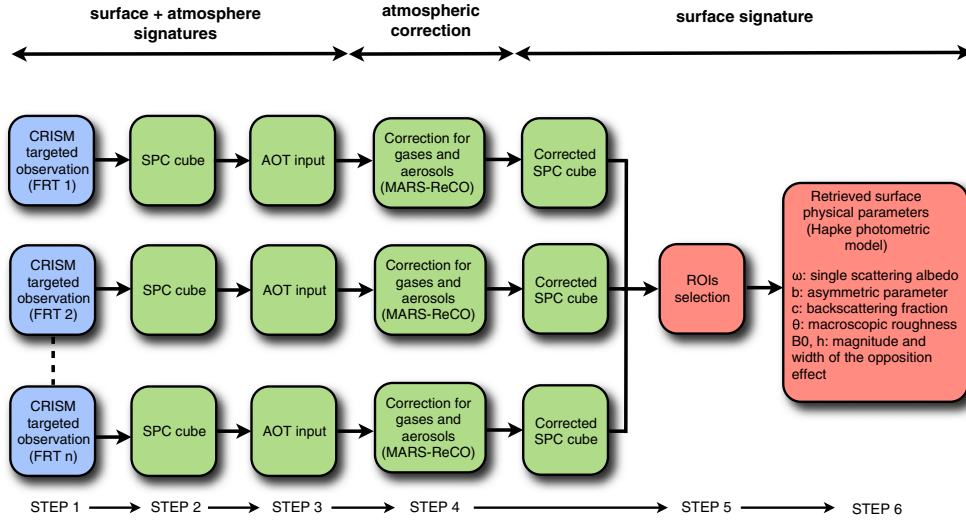 surface + atmosphere
signatures
atmospheric
correction
surface signature
CRISM
targeted
observation
(FRT 1)
SPC cube
AOT input
Correction for
gases and
aerosols
(MARS-ReCO)
Corrected
SPC cube
CRISM
targeted
observation
(FRT 2)
SPC cube
AOT input
Correction for
gases and
aerosols
(MARS-ReCO)
Corrected
SPC cube
CRISM
targeted
observation
(FRT n)
SPC cube
AOT input
Correction for
gases and
aerosols
(MARS-ReCO)
Corrected
SPC cube
ROIs
selection
Retrieved surface
physical parameters
(Hapke photometric
model)
ω: single scattering albedo
b: asymmetric parameter
c: backscattering fraction
θ: macroscopic roughness
B0, h: magnitude and
width of the opposition
effect
STEP 1
STEP 2
STEP 3
STEP 4
STEP 5
STEP 6